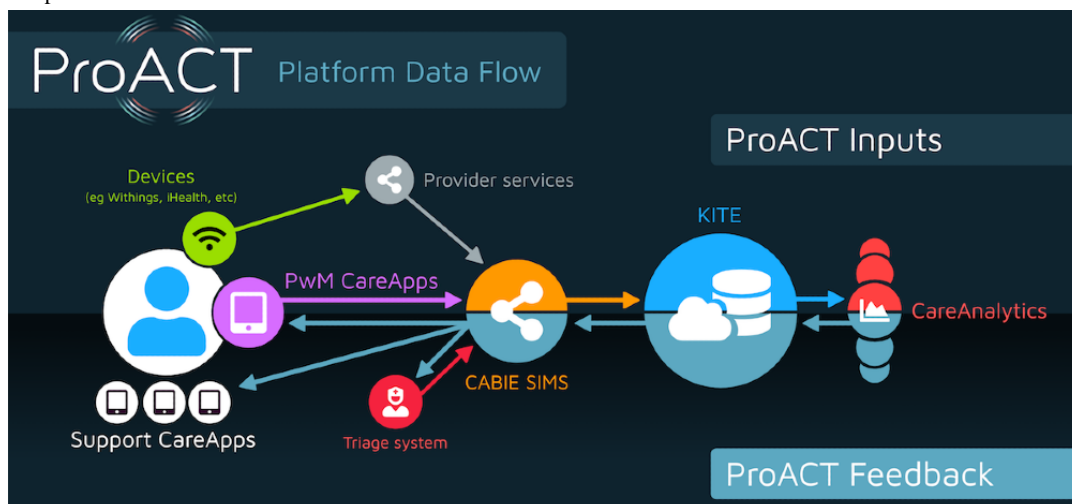 ProACT Platform Data Flow
ProACT Inputs
Devices
(eg Withings, iHealth, etc)
Provider services
KITE
PwM CareApps
CareAnalytics
CABIE SIMS
Support CareApps
Triage system
ProACT Feedback